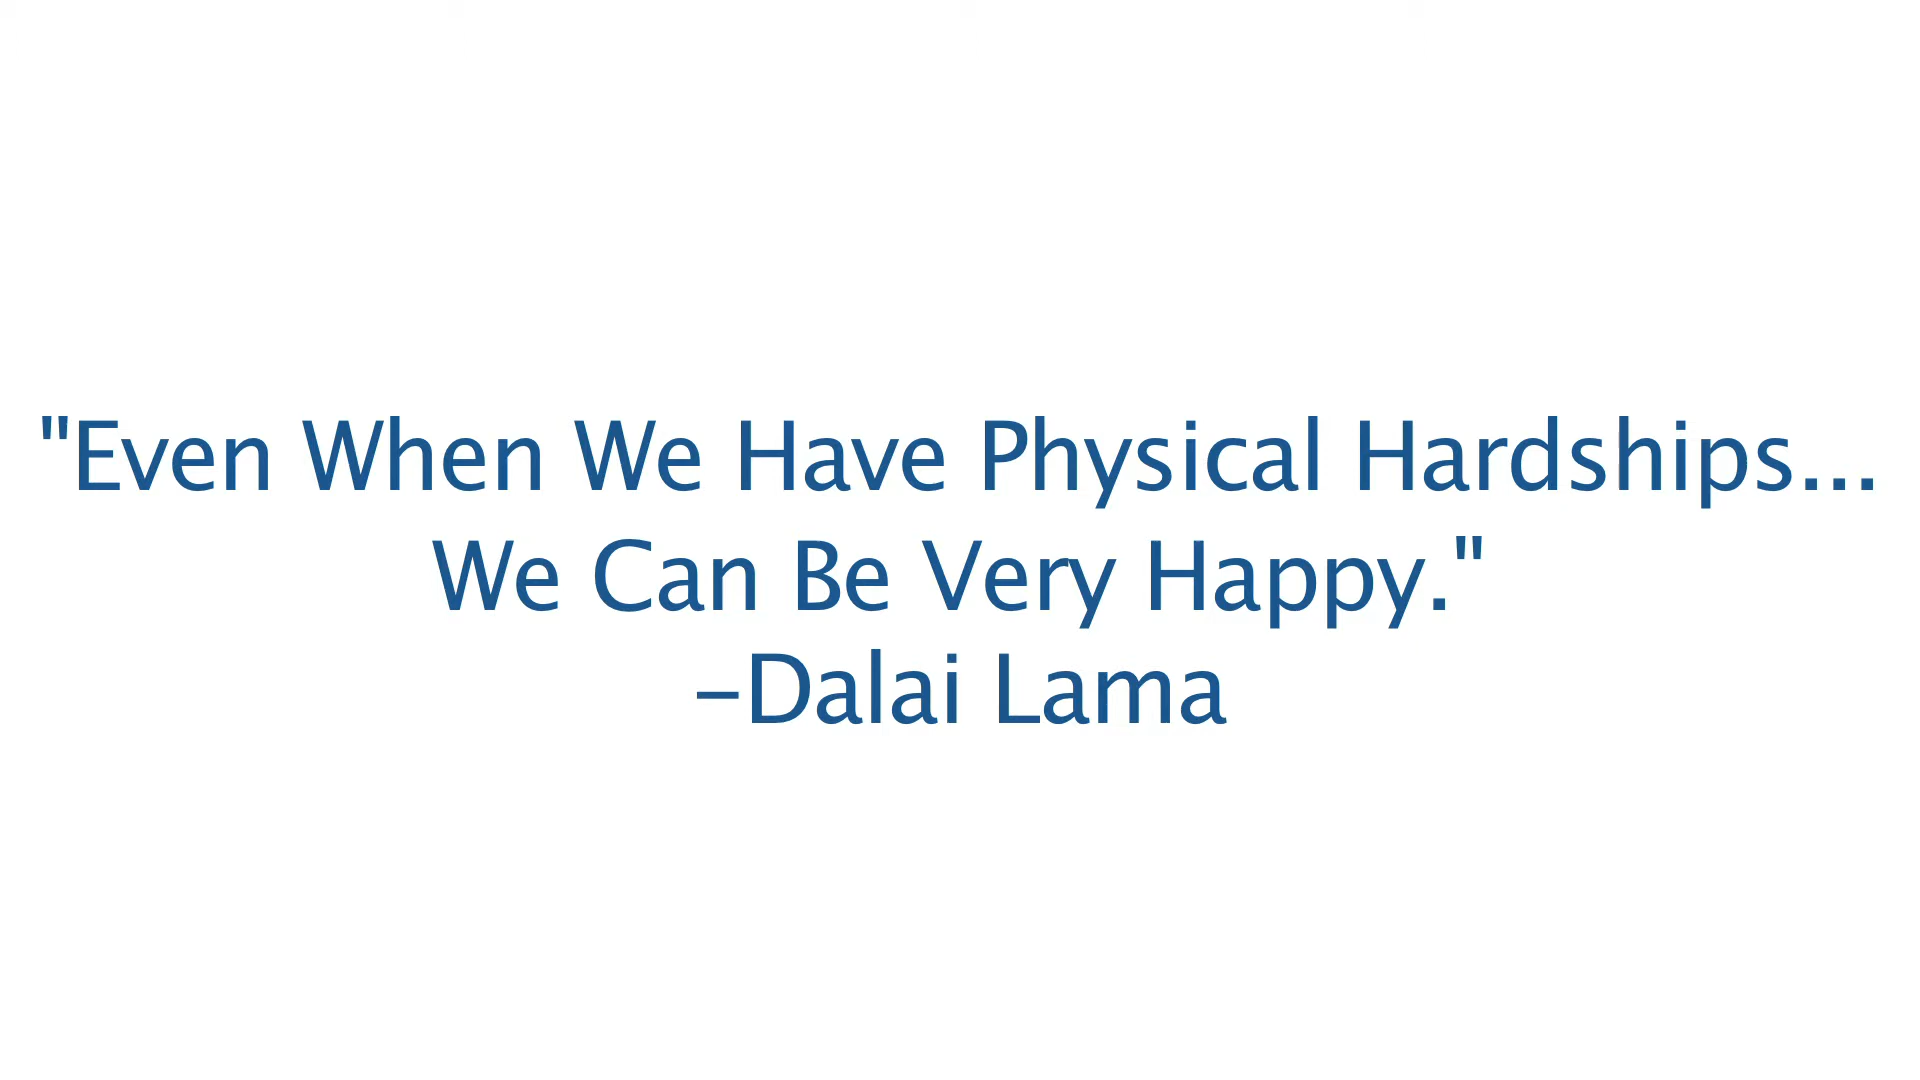 "Even When We Have Physical Hardships...
We Can Be Very Happy."
–Dalai Lama